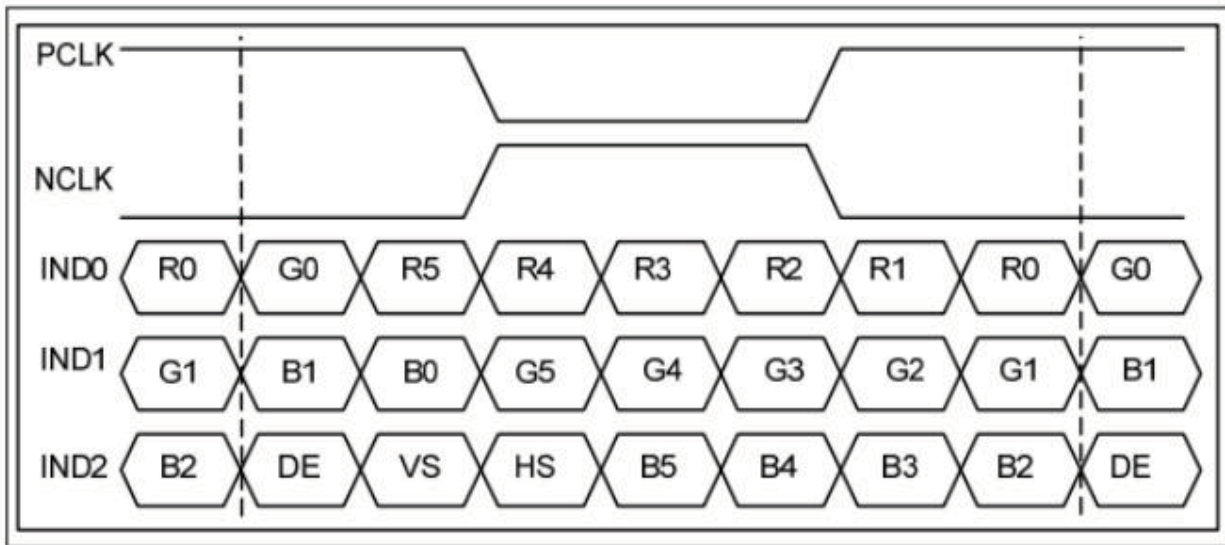 PCLK
NCLK
IND0 R0 G0 R5 R4 R3 R2 R1 R0 G0
IND1 G1 B1 B0 G5 G4 G3 G2 G1 B1
IND2 B2 DE VS HS B5 B4 B3 B2 DE